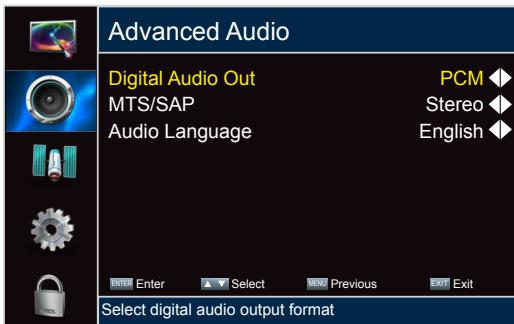 Advanced Audio
Digital Audio Out PCM
MTS/SAP Stereo
Audio Language English
ENTER Enter Select MENU Previous EXIT Exit
Select digital audio output format